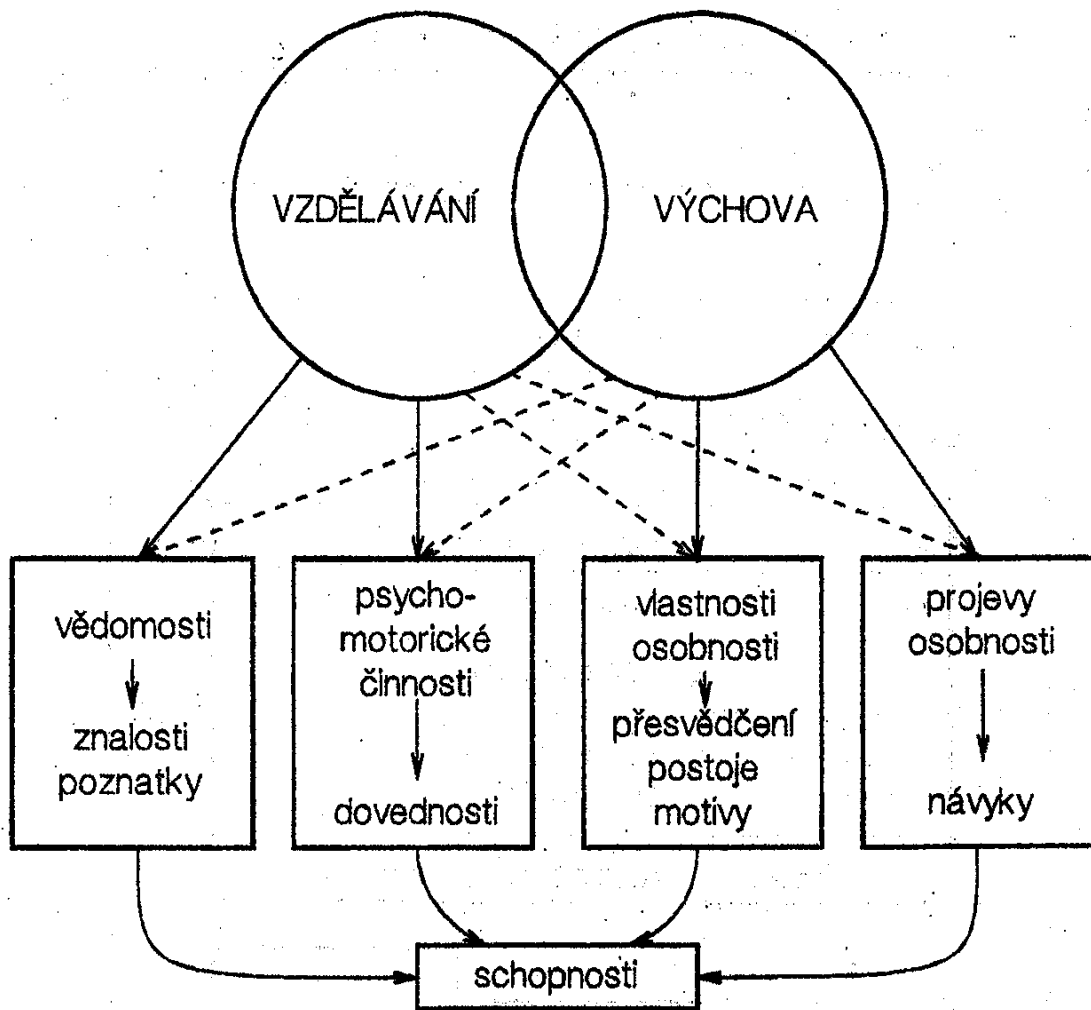 VZDĚLÁVÁNÍ
VÝCHOVA
vědomosti
znalosti
poznatky
psycho-
motorické
činnosti
dovednosti
vlastnosti
osobnosti
přesvědčení
postoje
motivy
projevy
osobnosti
návyky
schopnosti